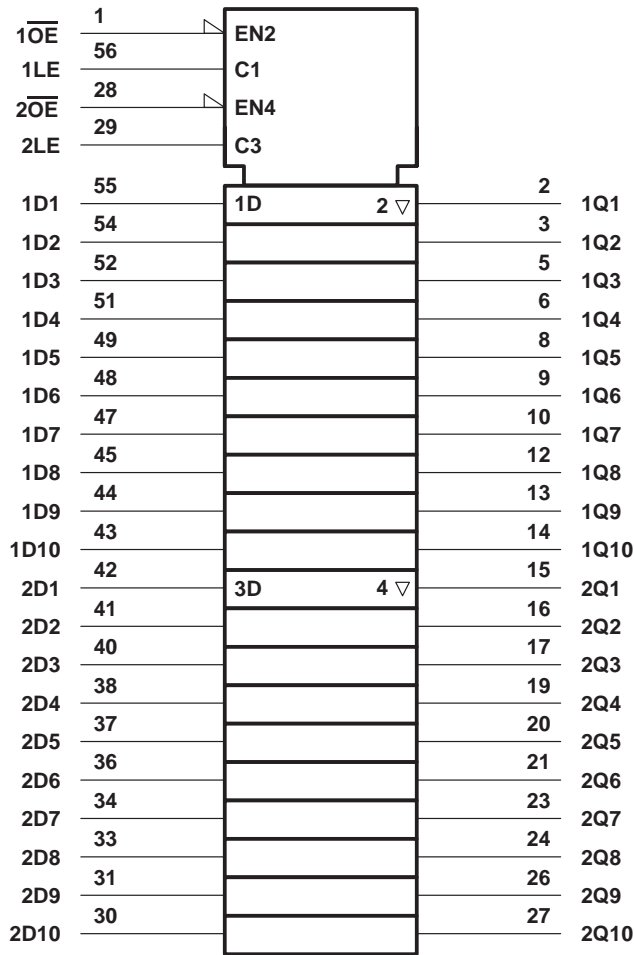 1O̅E̅ 1 EN2
1LE 56 C1
2O̅E̅ 28 EN4
2LE 29 C3
1D1 55 1D 2 ▽ 2 1Q1
1D2 54 3 1Q2
1D3 52 5 1Q3
1D4 51 6 1Q4
1D5 49 8 1Q5
1D6 48 9 1Q6
1D7 47 10 1Q7
1D8 45 12 1Q8
1D9 44 13 1Q9
1D10 43 14 1Q10
2D1 42 3D 4 ▽ 15 2Q1
2D2 41 16 2Q2
2D3 40 17 2Q3
2D4 38 19 2Q4
2D5 37 20 2Q5
2D6 36 21 2Q6
2D7 34 23 2Q7
2D8 33 24 2Q8
2D9 31 26 2Q9
2D10 30 27 2Q10